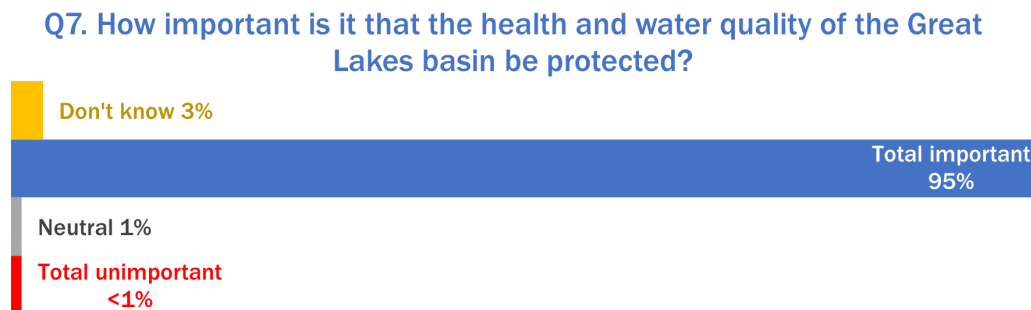 Q7. How important is it that the health and water quality of the Great
Lakes basin be protected?
Don't know 3%
Total important
95%
Neutral 1%
Total unimportant
<1%